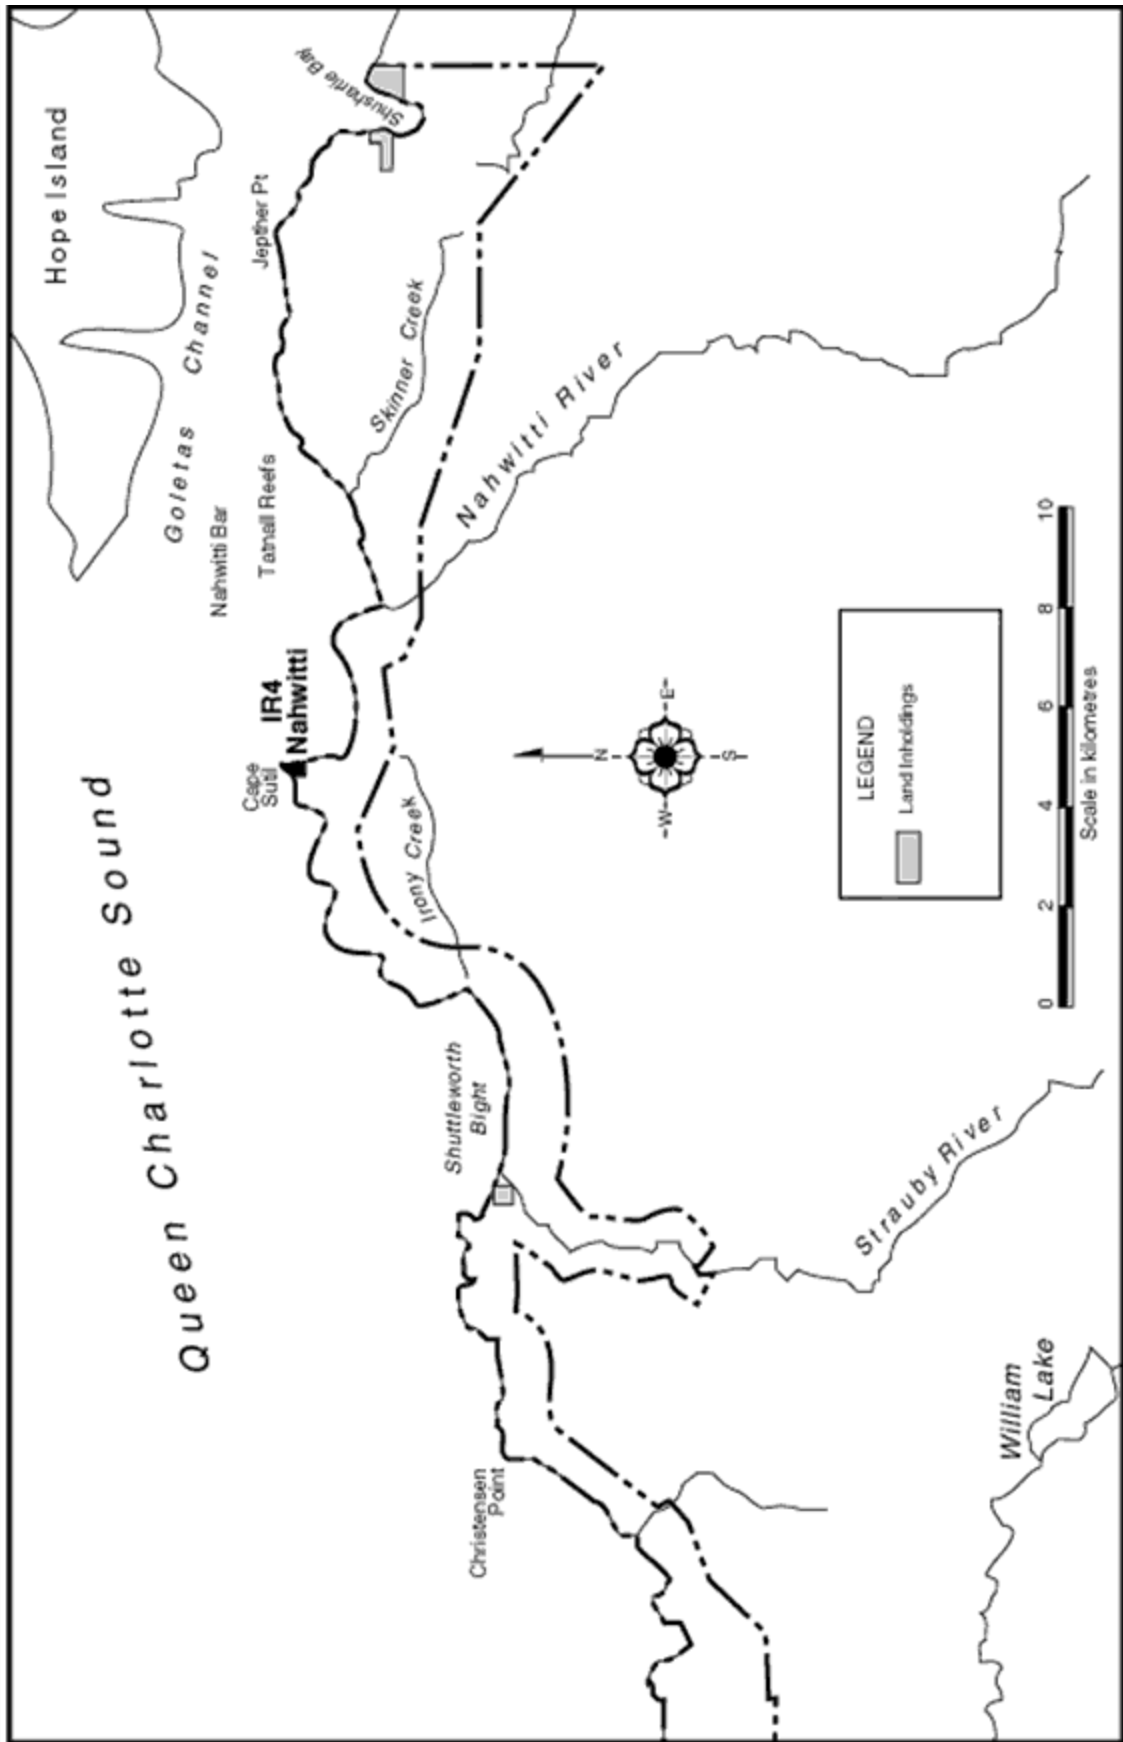 Hope Island
Goletas Channel
Nahwitti Bar
Tatnall Reefs
Jepther Pt
Shushartie Bay
Skinner Creek
Nahwitti River
IR4
Nahwitti
Cape
Sutil
Queen Charlotte Sound
Irony Creek
Shuttleworth
Bight
Strauby River
Christensen
Point
William
Lake
N
W
E
S
LEGEND
Land Inholdings
0 2 4 6 8 10
Scale in kilometres